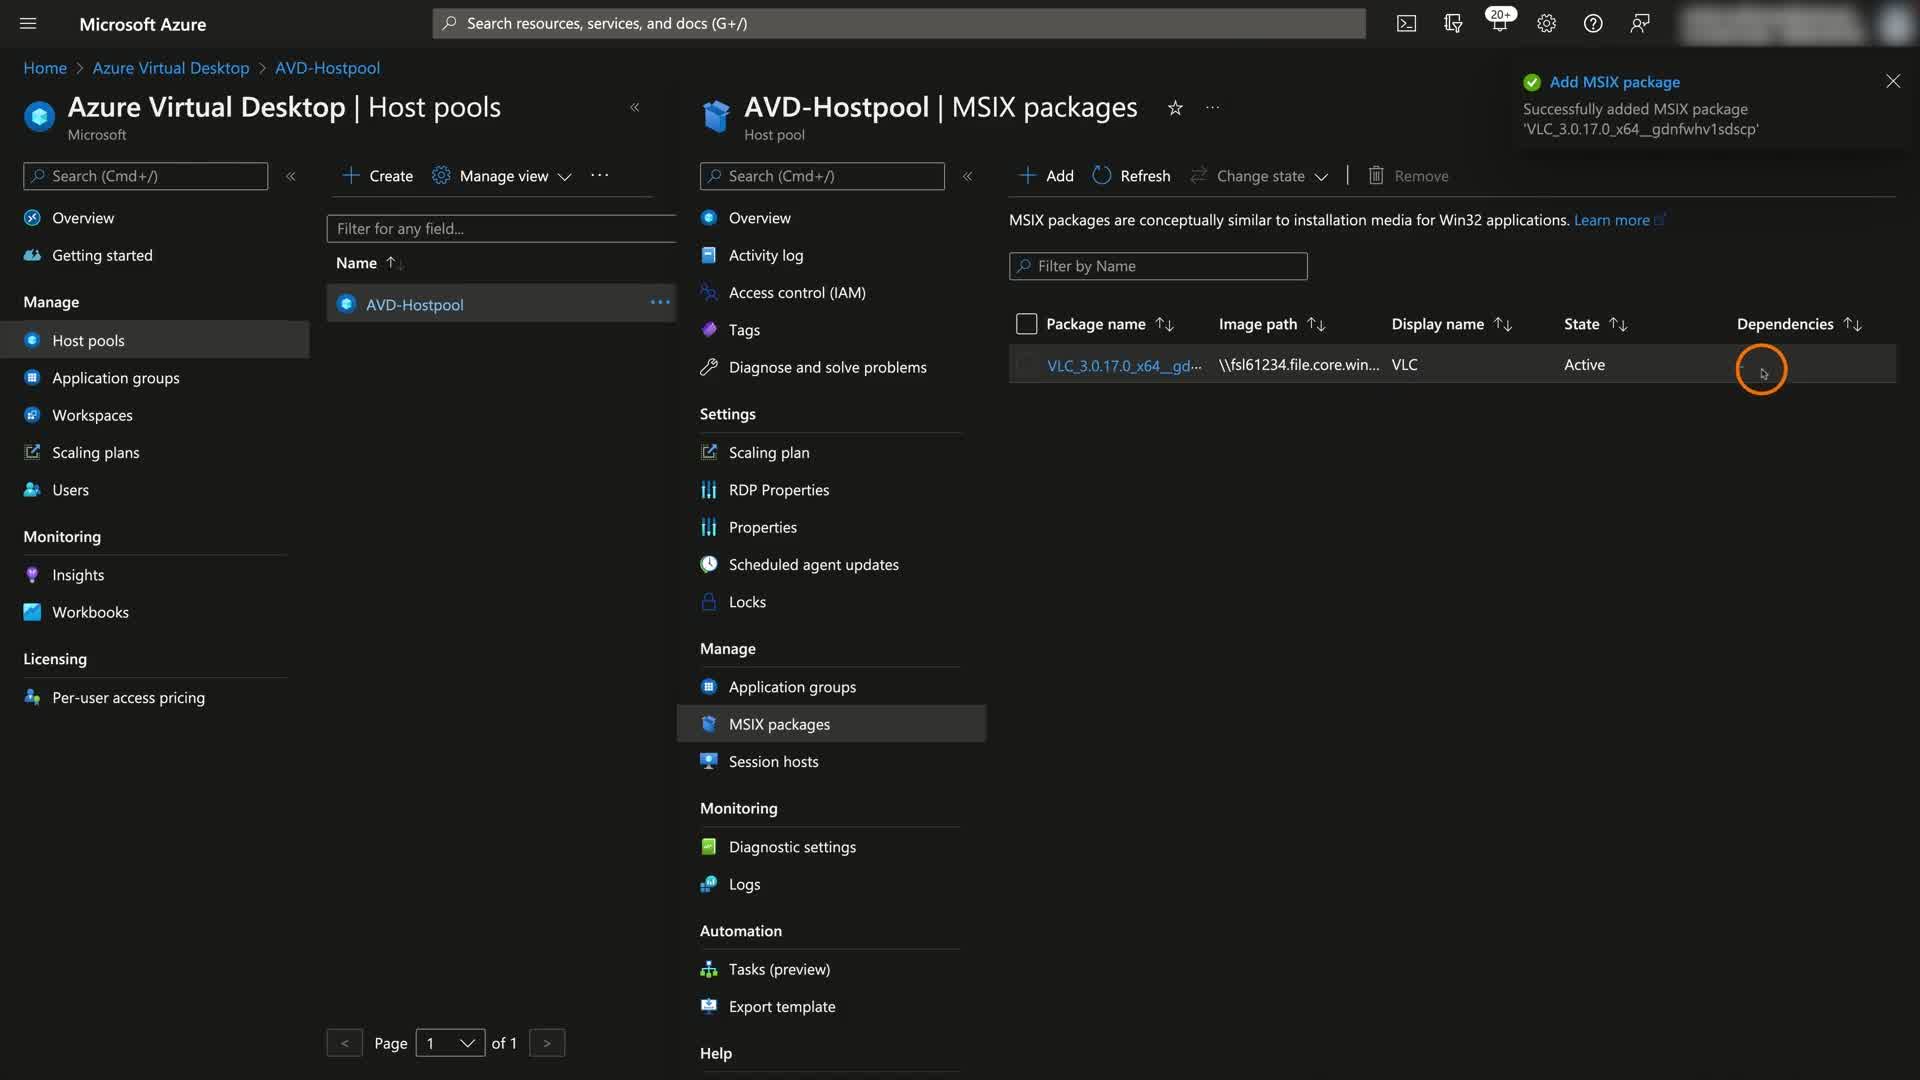 Microsoft Azure
Search resources, services, and docs (G+/)
20+
Home > Azure Virtual Desktop > AVD-Hostpool
Azure Virtual Desktop | Host pools
Microsoft
Search (Cmd+/)
Overview
Getting started
Manage
Host pools
Application groups
Workspaces
Scaling plans
Users
Monitoring
Insights
Workbooks
Licensing
Per-user access pricing
Create
Manage view
Filter for any field...
Name
AVD-Hostpool
< Page 1 of 1 >
AVD-Hostpool | MSIX packages
Host pool
Search (Cmd+/)
Overview
Activity log
Access control (IAM)
Tags
Diagnose and solve problems
Settings
Scaling plan
RDP Properties
Properties
Scheduled agent updates
Locks
Manage
Application groups
MSIX packages
Session hosts
Monitoring
Diagnostic settings
Logs
Automation
Tasks (preview)
Export template
Help
Add Refresh Change state Remove
MSIX packages are conceptually similar to installation media for Win32 applications. Learn more
Filter by Name
Package name Image path Display name State Dependencies
VLC_3.0.17.0_x64__gd... \\fsl61234.file.core.win... VLC Active -
Add MSIX package
Successfully added MSIX package
'VLC_3.0.17.0_x64__gdnfwhv1sdscp'